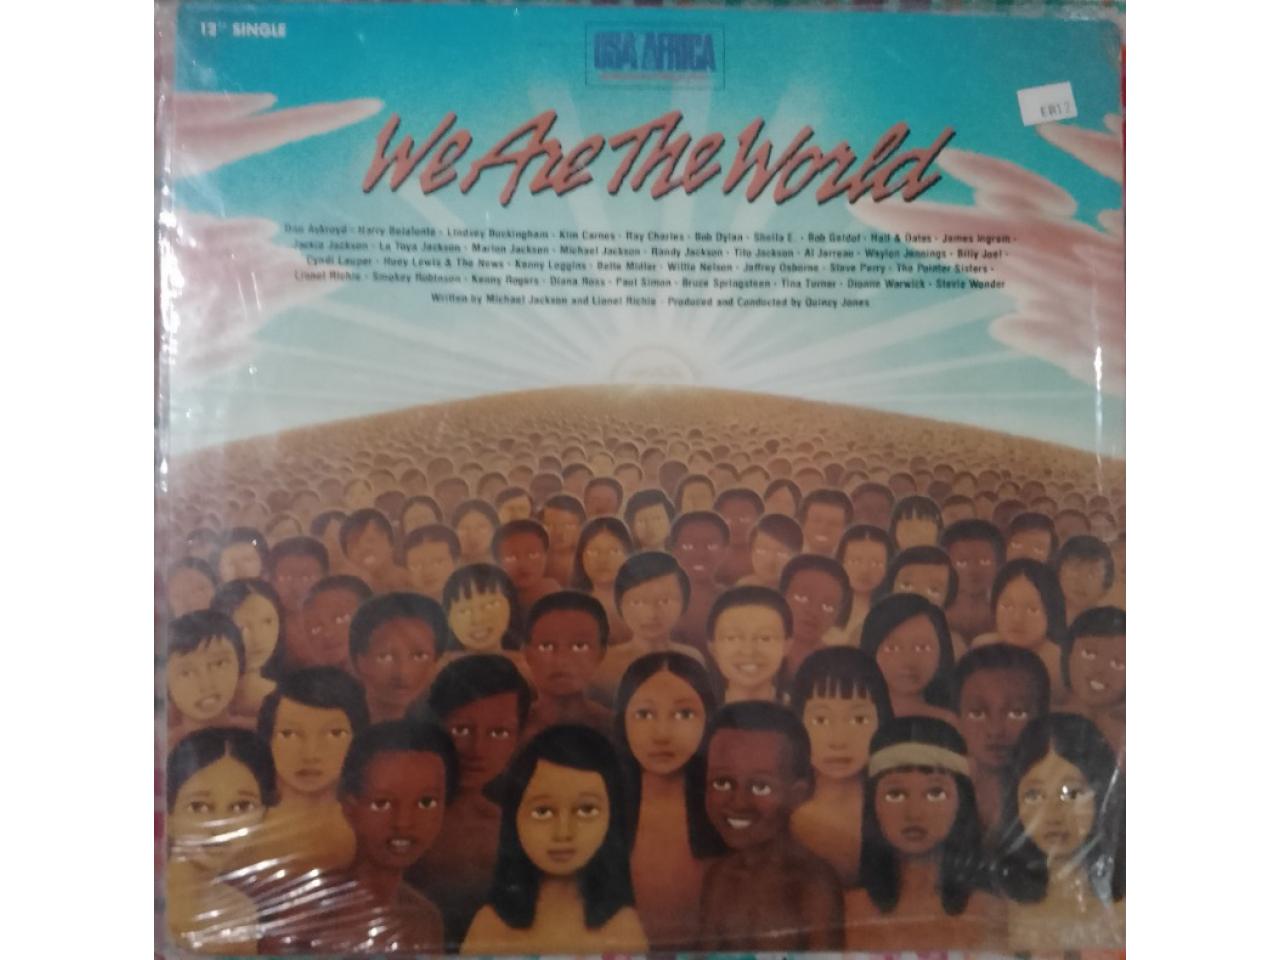 12" SINGLE
USA AFRICA
ER12
We Are The World
Dan Aykroyd · Harry Belafonte · Lindsey Buckingham · Kim Carnes · Ray Charles · Bob Dylan · Sheila E. · Bob Geldof · Hall & Oates · James Ingram ·
Jackie Jackson · La Toya Jackson · Marlon Jackson · Michael Jackson · Randy Jackson · Tito Jackson · Al Jarreau · Waylon Jennings · Billy Joel ·
Cyndi Lauper · Huey Lewis & The News · Kenny Loggins · Bette Midler · Willie Nelson · Jeffrey Osborne · Steve Perry · The Pointer Sisters ·
Lionel Richie · Smokey Robinson · Kenny Rogers · Diana Ross · Paul Simon · Bruce Springsteen · Tina Turner · Dionne Warwick · Stevie Wonder
Written by Michael Jackson and Lionel Richie · Produced and Conducted by Quincy Jones